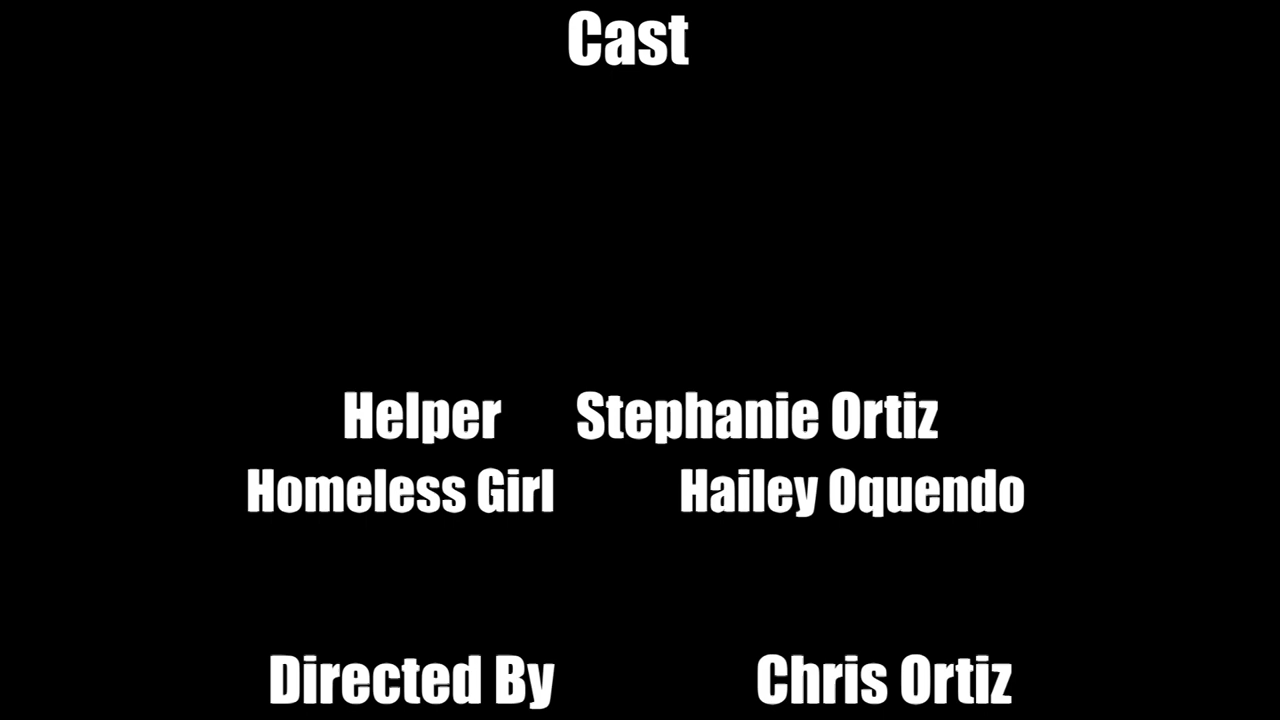 Cast
Helper Stephanie Ortiz
Homeless Girl Hailey Oquendo
Directed By Chris Ortiz